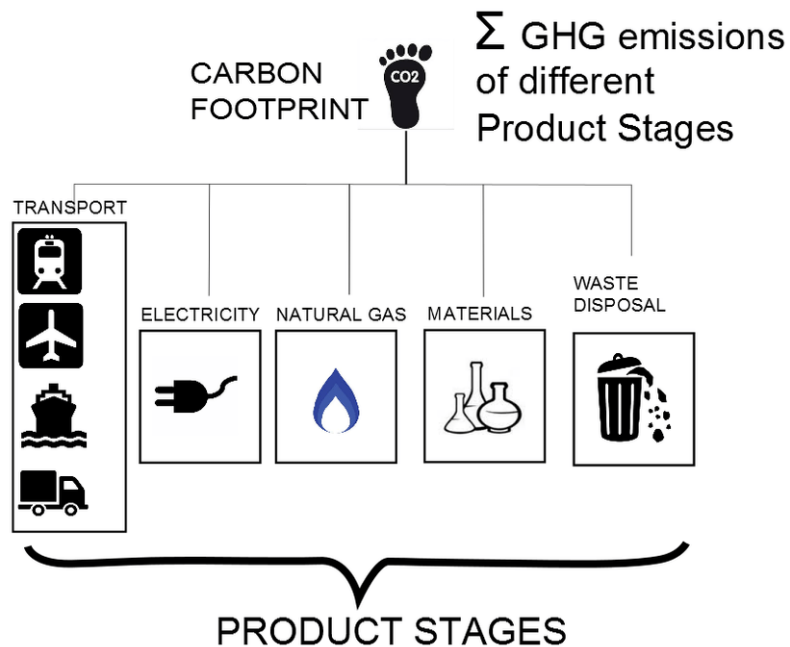 CARBON
FOOTPRINT
CO2
Σ GHG emissions
of different
Product Stages
TRANSPORT
ELECTRICITY
NATURAL GAS
MATERIALS
WASTE
DISPOSAL
PRODUCT STAGES